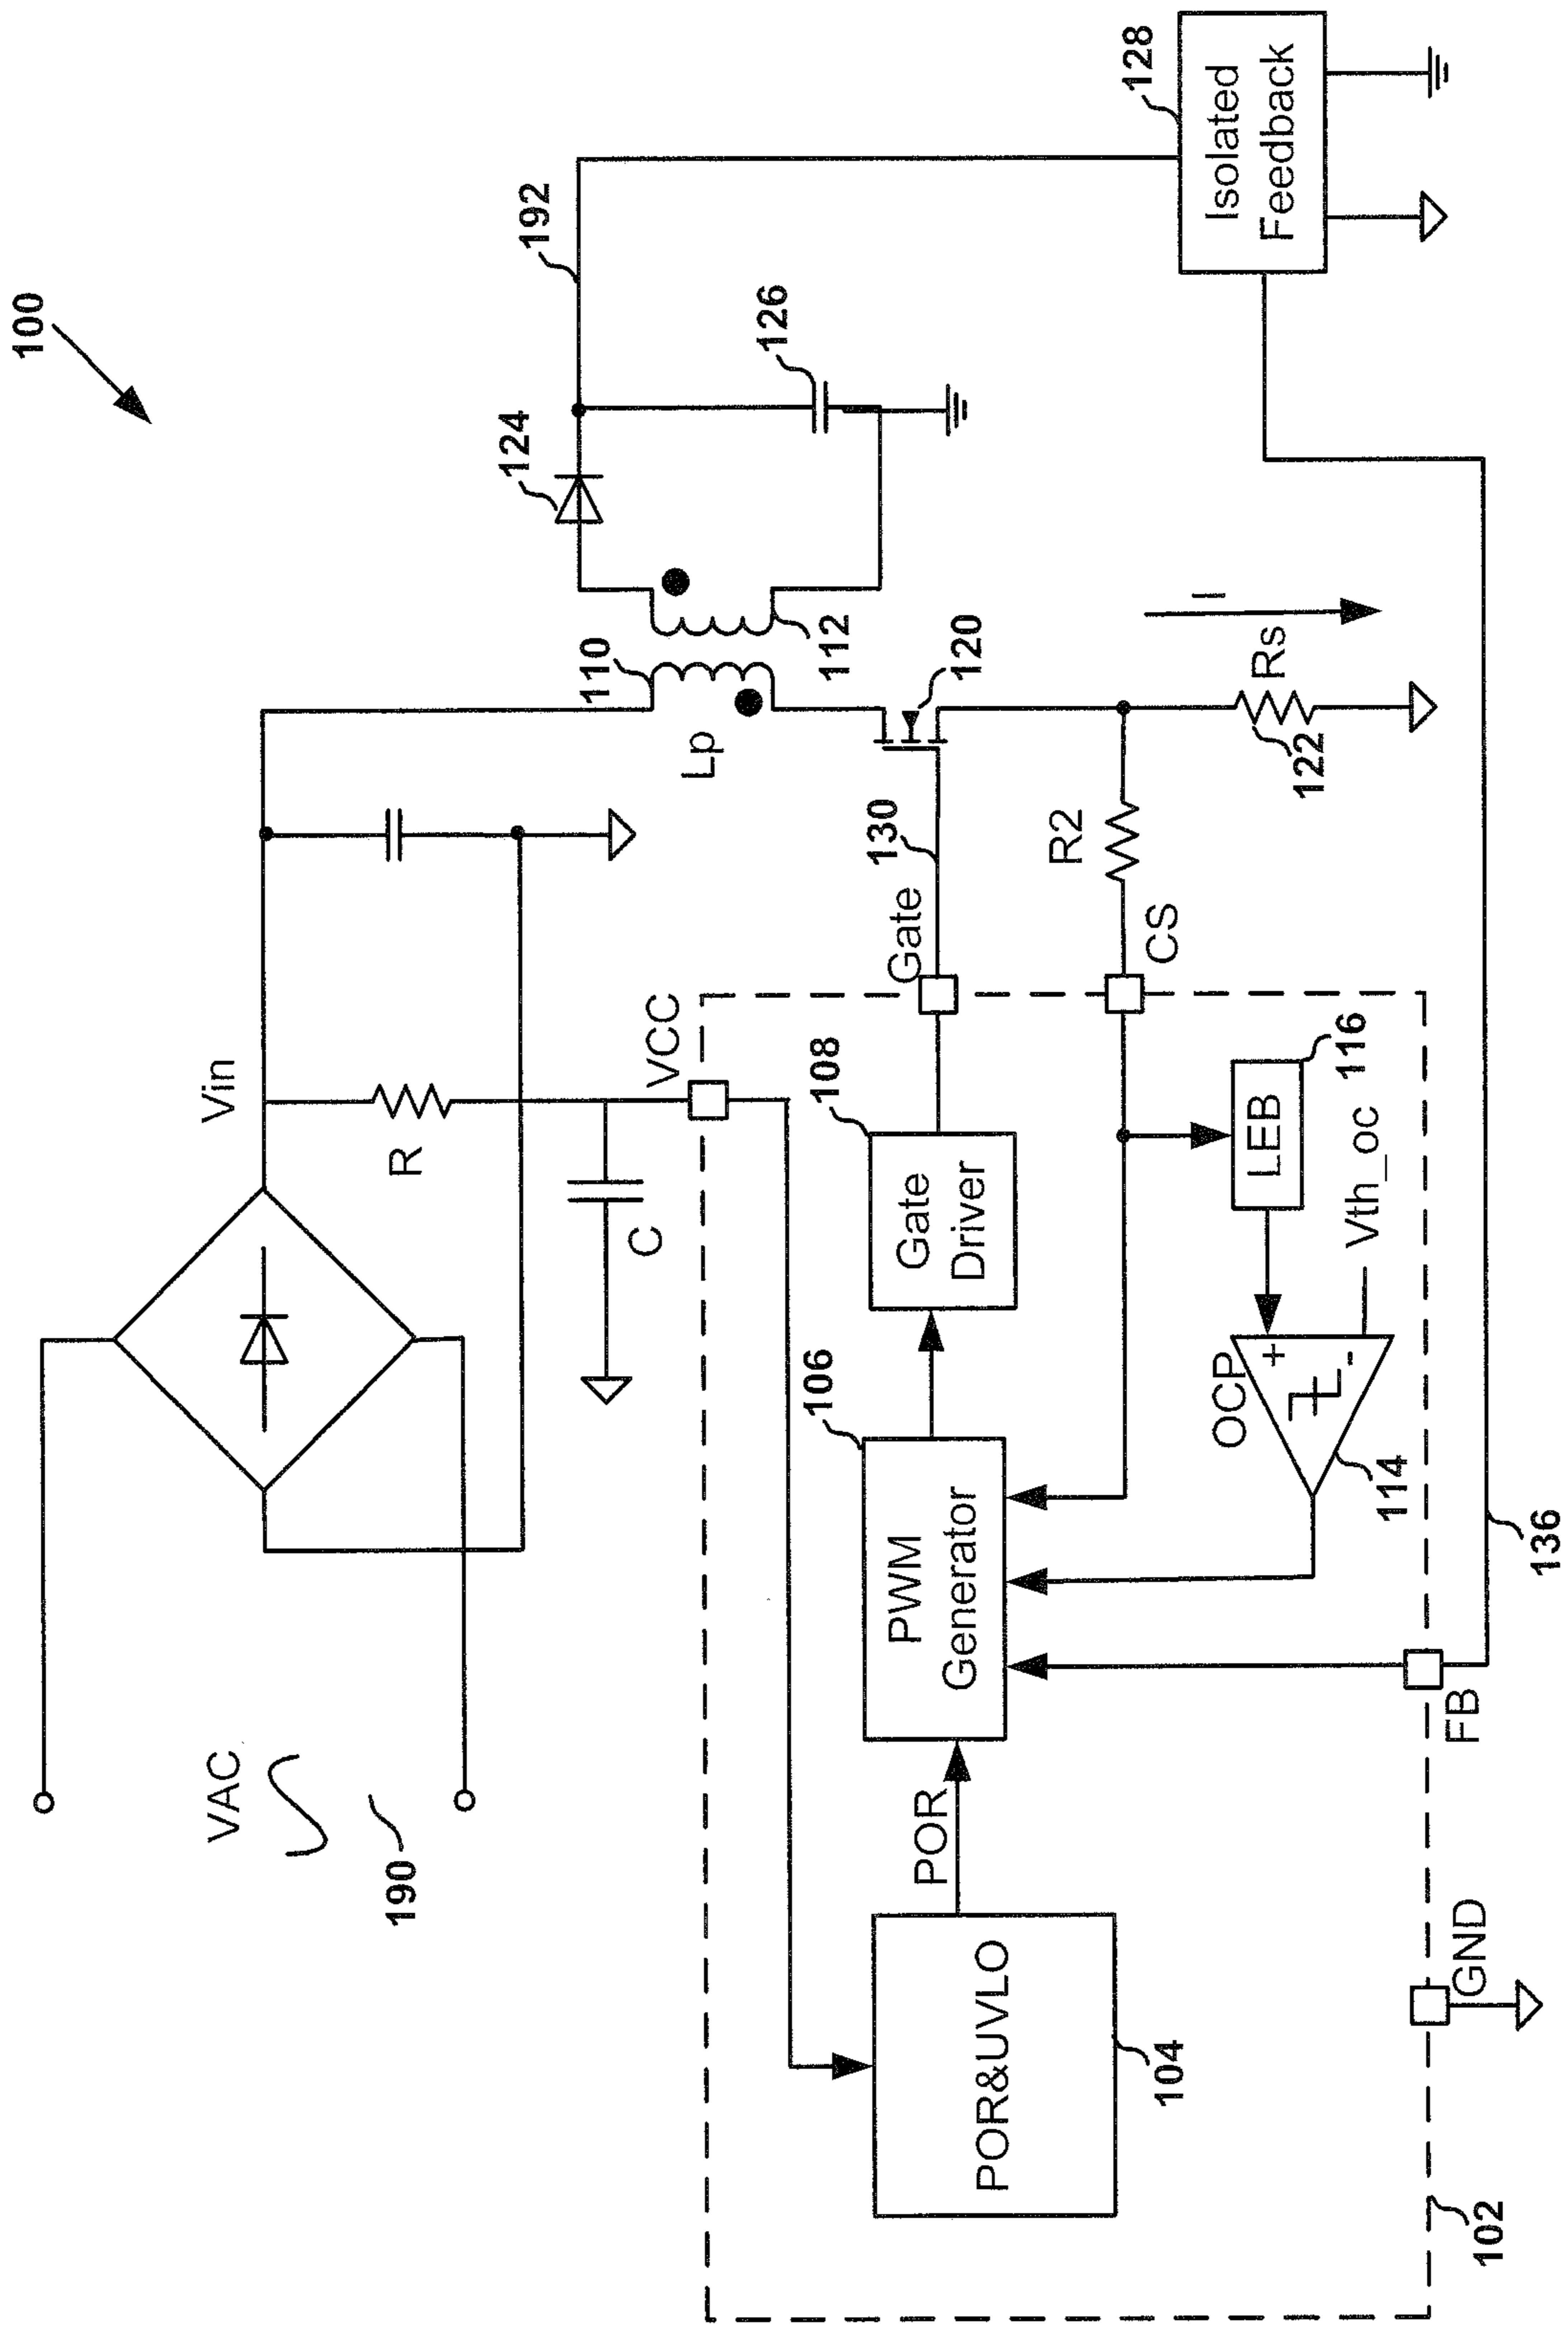 100
VAC
190
Vin
R
C
VCC
Lp
110
112
124
192
126
128
Isolated
Feedback
120
130
Gate
R2
CS
Rs
122
I
102
104
POR&UVLO
POR
106
PWM
Generator
108
Gate
Driver
116
LEB
Vth_oc
OCP
+
-
114
FB
136
GND